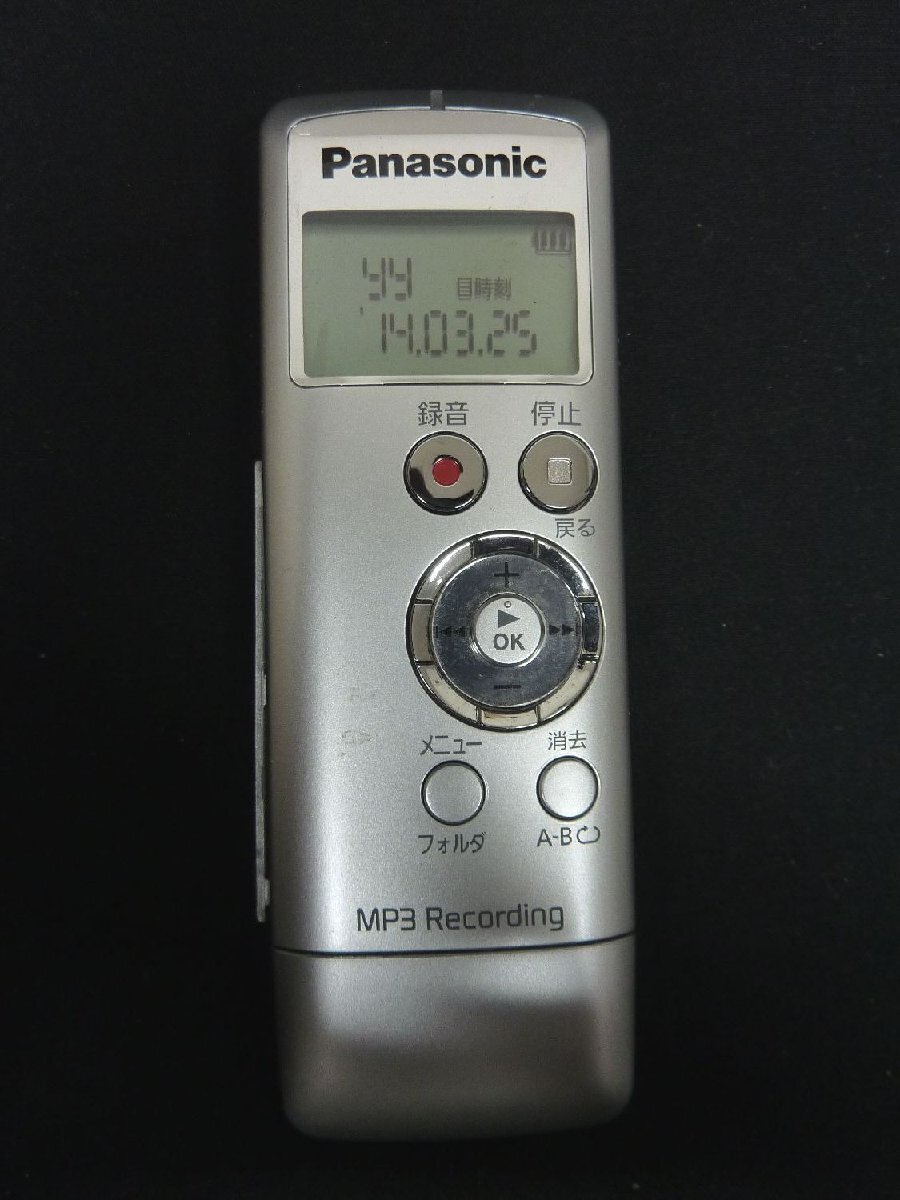 Panasonic
YY 日時刻
'14.03.25
録音 停止
戻る
+
OK
−
メニュー 消去
フォルダ A-B
MP3 Recording